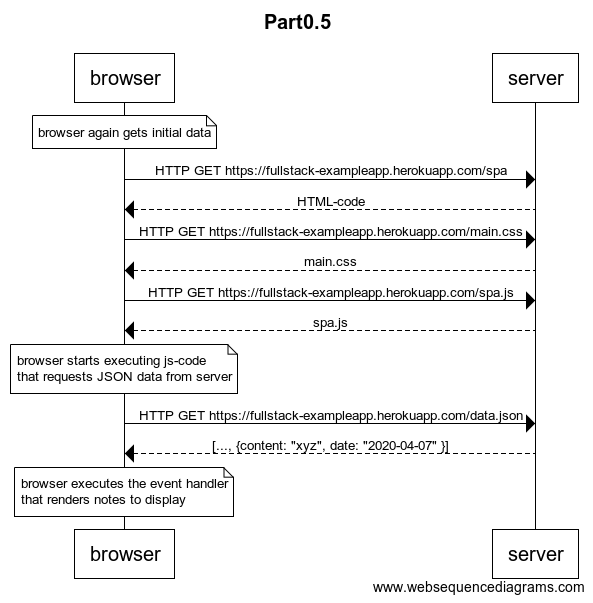 Part0.5
browser
server
browser again gets initial data
HTTP GET https://fullstack-exampleapp.herokuapp.com/spa
HTML-code
HTTP GET https://fullstack-exampleapp.herokuapp.com/main.css
main.css
HTTP GET https://fullstack-exampleapp.herokuapp.com/spa.js
spa.js
browser starts executing js-code
that requests JSON data from server
HTTP GET https://fullstack-exampleapp.herokuapp.com/data.json
[..., {content: "xyz", date: "2020-04-07" }]
browser executes the event handler
that renders notes to display
browser
server
www.websequencediagrams.com